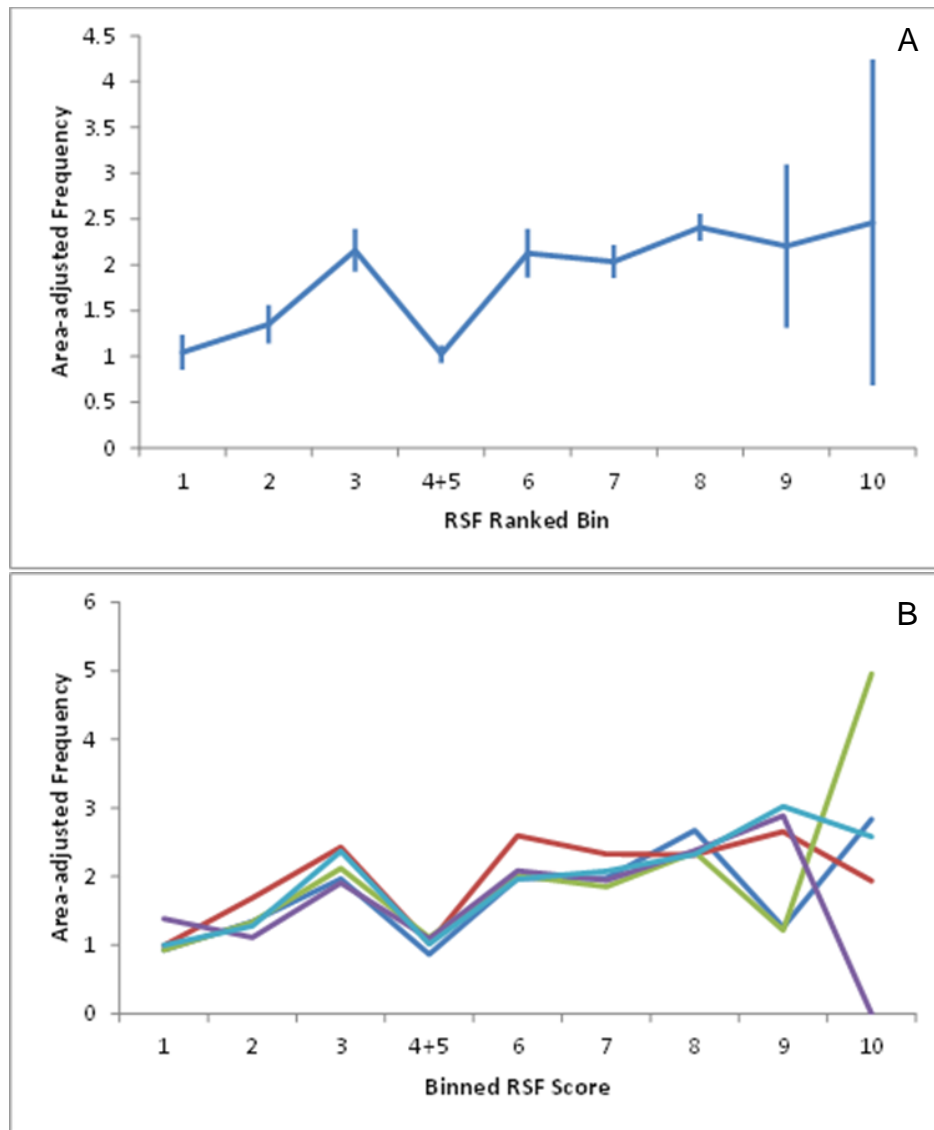 A
Area-adjusted Frequency
4.5
4
3.5
3
2.5
2
1.5
1
0.5
0
1 2 3 4+5 6 7 8 9 10
RSF Ranked Bin
B
Area-adjusted Frequency
6
5
4
3
2
1
0
1 2 3 4+5 6 7 8 9 10
Binned RSF Score